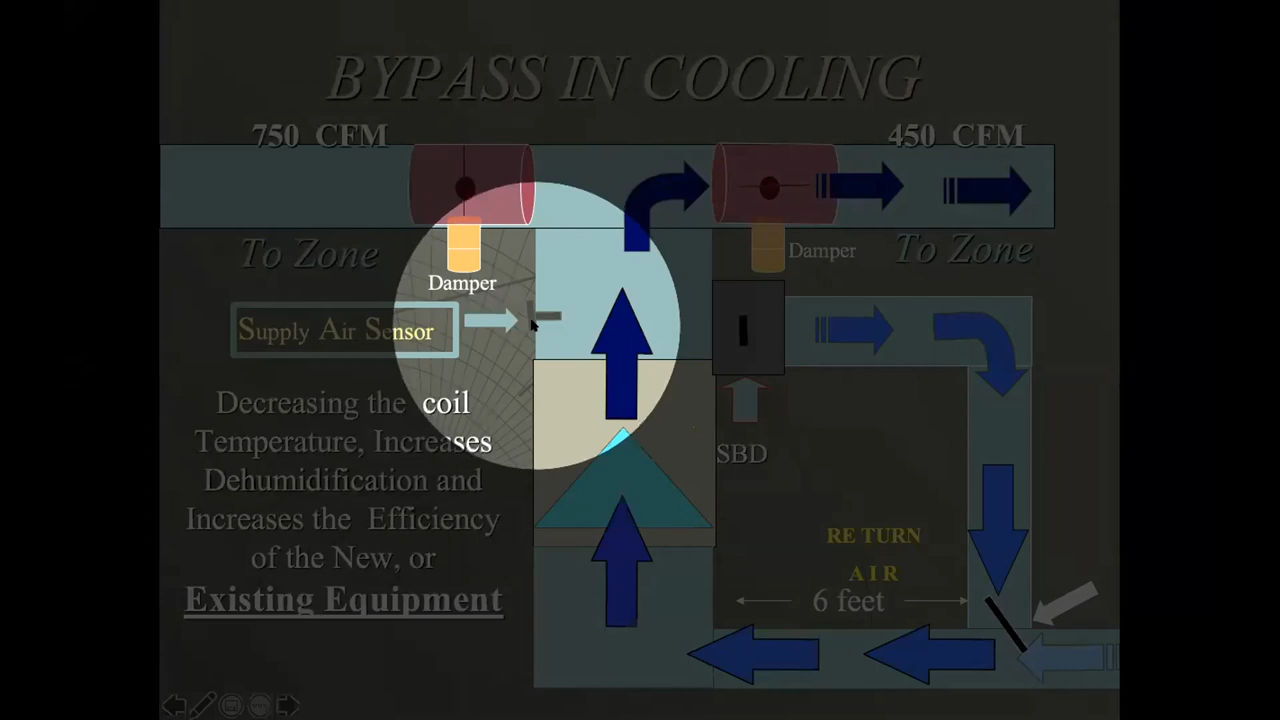 BYPASS IN COOLING
750 CFM
450 CFM
To Zone
Damper
Damper
To Zone
Supply Air Sensor
Decreasing the coil
Temperature, Increases
Dehumidification and
Increases the Efficiency
of the New, or
Existing Equipment
SBD
RE TURN
A I R
6 feet